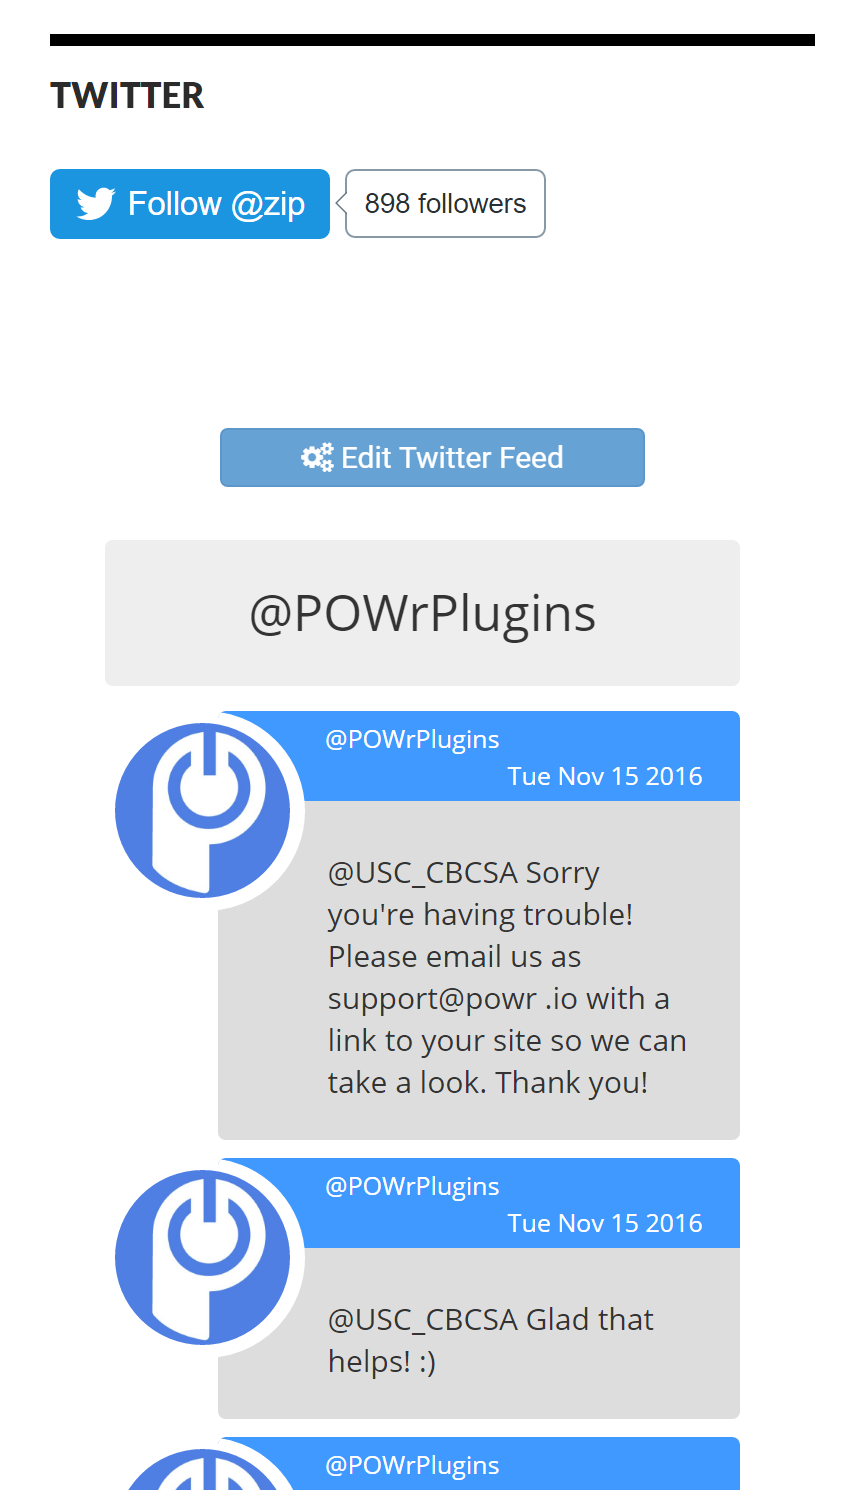 TWITTER
Follow @zip
898 followers
Edit Twitter Feed
@POWrPlugins
@POWrPlugins
Tue Nov 15 2016
@USC_CBCSA Sorry
you're having trouble!
Please email us as
support@powr .io with a
link to your site so we can
take a look. Thank you!
@POWrPlugins
Tue Nov 15 2016
@USC_CBCSA Glad that
helps! :)
@POWrPlugins